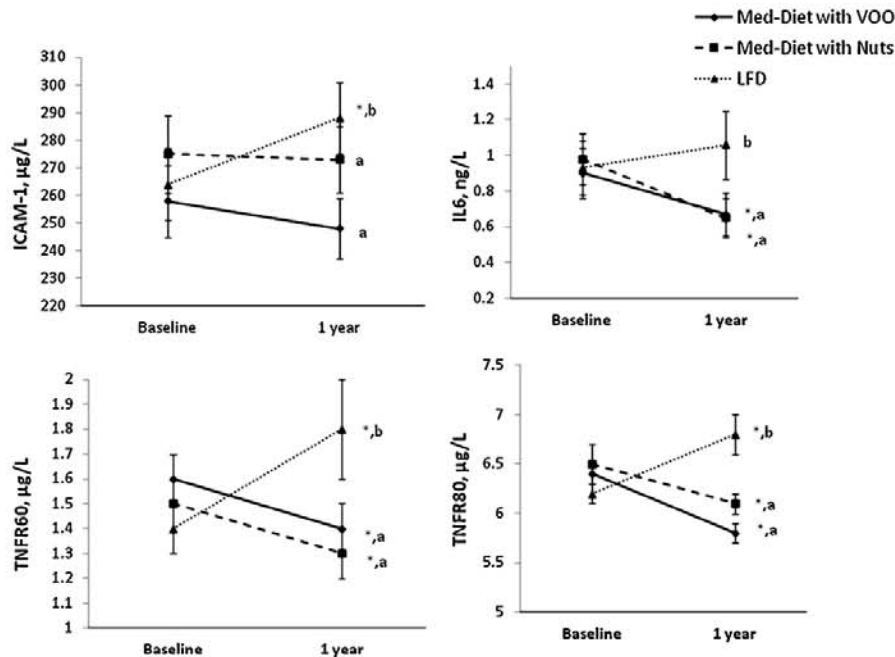 Med-Diet with VOO
Med-Diet with Nuts
LFD
ICAM-1, µg/L
310
300
290
280
270
260
250
240
230
220
*,b
a
a
Baseline
1 year
IL6, ng/L
1.4
1.2
1
0.8
0.6
0.4
0.2
b
*,a
*,a
Baseline
1 year
TNFR60, µg/L
2
1.9
1.8
1.7
1.6
1.5
1.4
1.3
1.2
1.1
1
*,b
*,a
*,a
Baseline
1 year
TNFR80, µg/L
7.5
7
6.5
6
5.5
5
*,b
*,a
*,a
Baseline
1 year